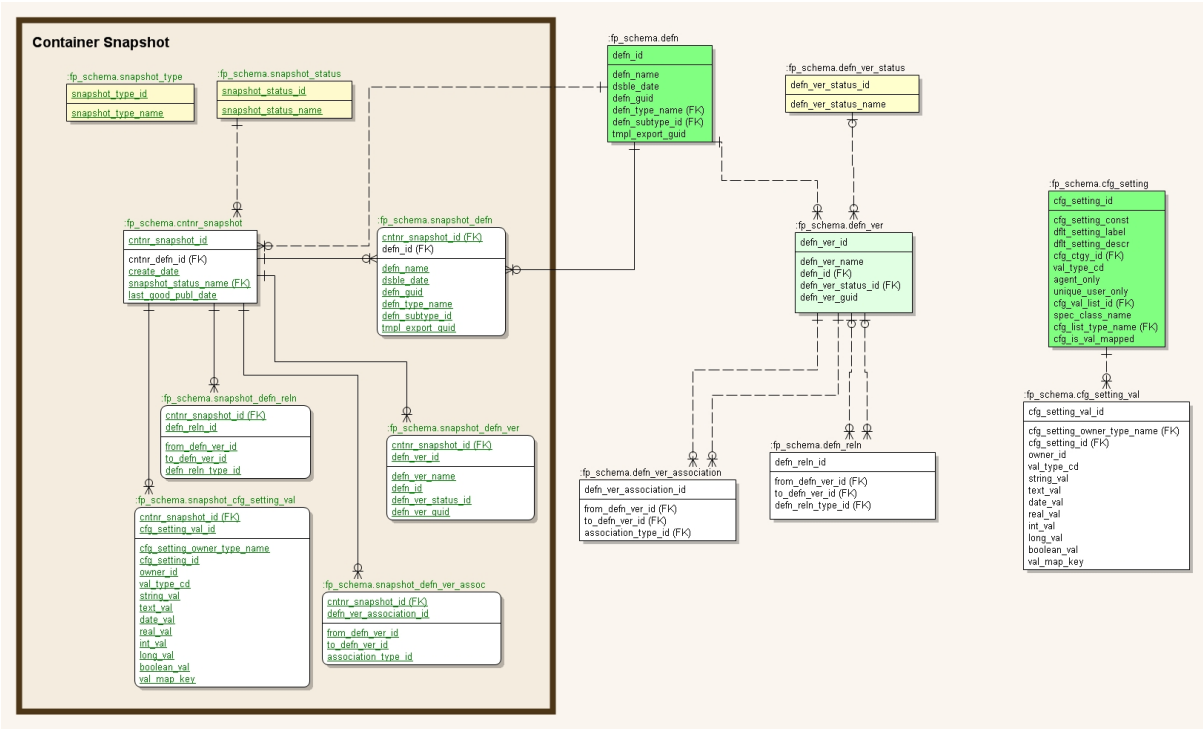 Container Snapshot
:fp_schema.snapshot_type
snapshot_type_id
snapshot_type_name
:fp_schema.snapshot_status
snapshot_status_id
snapshot_status_name
:fp_schema.defn
defn_id
defn_name
dsble_date
defn_guid
defn_type_name (FK)
defn_subtype_id (FK)
tmpl_export_guid
:fp_schema.defn_ver_status
defn_ver_status_id
defn_ver_status_name
:fp_schema.cntnr_snapshot
cntnr_snapshot_id
cntnr_defn_id (FK)
create_date
snapshot_status_name (FK)
last_good_publ_date
:fp_schema.snapshot_defn
cntnr_snapshot_id (FK)
defn_id (FK)
defn_name
dsble_date
defn_guid
defn_type_name
defn_subtype_id
tmpl_export_guid
:fp_schema.defn_ver
defn_ver_id
defn_ver_name
defn_id (FK)
defn_ver_status_id (FK)
defn_ver_guid
:fp_schema.cfg_setting
cfg_setting_id
cfg_setting_const
dflt_setting_label
dflt_setting_descr
cfg_ctgy_id (FK)
val_type_cd
agent_only
unique_user_only
cfg_val_list_id (FK)
spec_class_name
cfg_list_type_name (FK)
cfg_is_val_mapped
:fp_schema.snapshot_defn_reln
cntnr_snapshot_id (FK)
defn_reln_id
from_defn_ver_id
to_defn_ver_id
defn_reln_type_id
:fp_schema.snapshot_defn_ver
cntnr_snapshot_id (FK)
defn_ver_id
defn_ver_name
defn_id
defn_ver_status_id
defn_ver_guid
:fp_schema.defn_ver_association
defn_ver_association_id
from_defn_ver_id (FK)
to_defn_ver_id (FK)
association_type_id (FK)
:fp_schema.defn_reln
defn_reln_id
from_defn_ver_id (FK)
to_defn_ver_id (FK)
defn_reln_type_id (FK)
:fp_schema.cfg_setting_val
cfg_setting_val_id
cfg_setting_owner_type_name (FK)
cfg_setting_id (FK)
owner_id
val_type_cd
string_val
text_val
date_val
real_val
int_val
long_val
boolean_val
val_map_key
:fp_schema.snapshot_cfg_setting_val
cntnr_snapshot_id (FK)
cfg_setting_val_id
cfg_setting_owner_type_name
cfg_setting_id
owner_id
val_type_cd
string_val
text_val
date_val
real_val
int_val
long_val
boolean_val
val_map_key
:fp_schema.snapshot_defn_ver_assoc
cntnr_snapshot_id (FK)
defn_ver_association_id
from_defn_ver_id
to_defn_ver_id
association_type_id